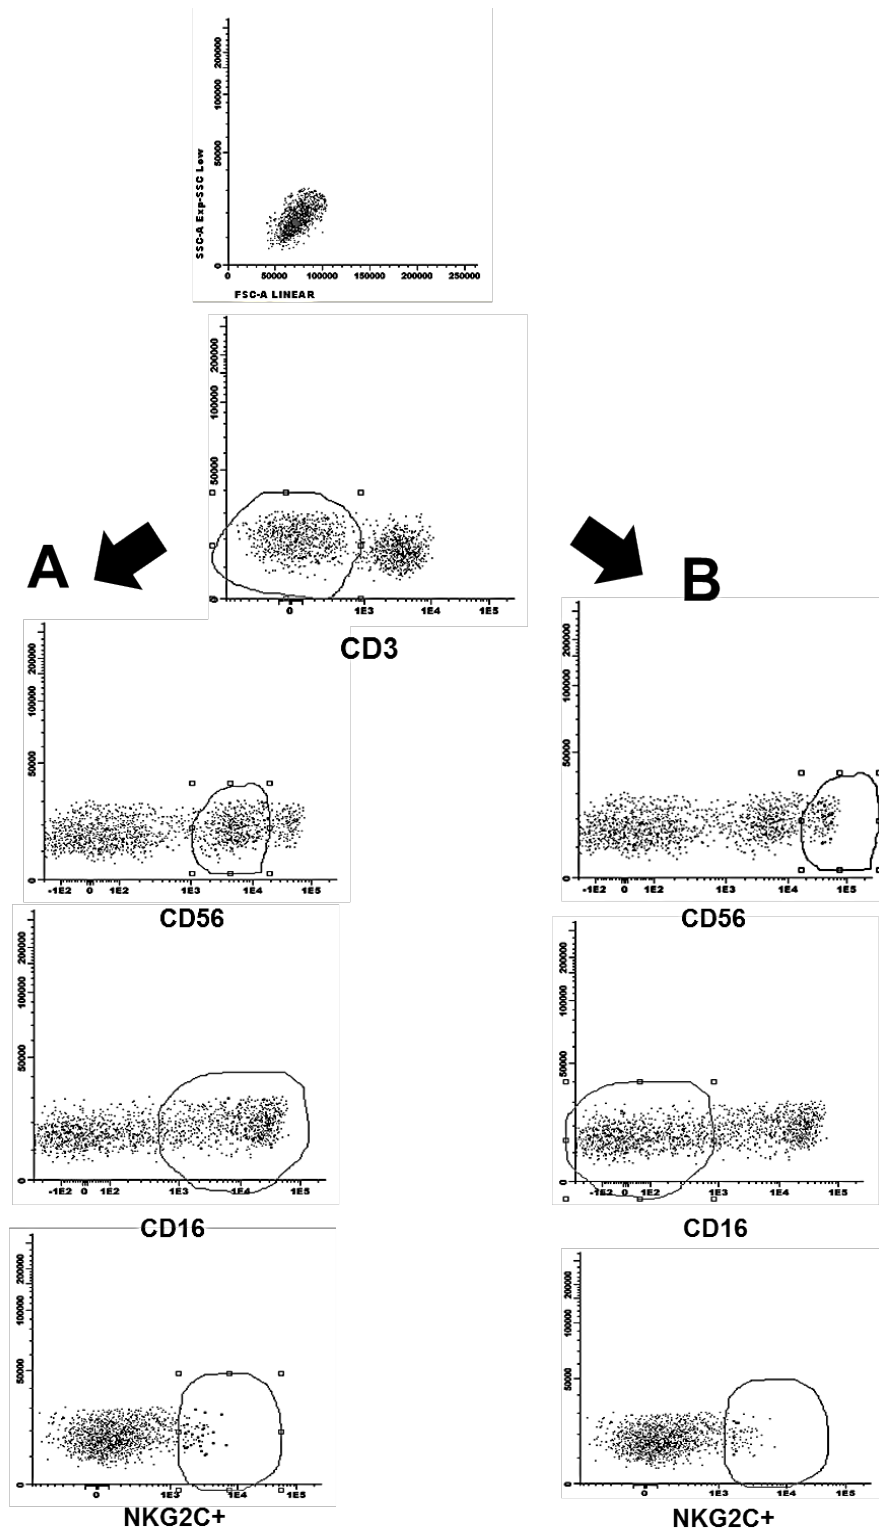 200000
100000
50000
0
SSC-A Exp-SSC Low
0 50000 100000 150000 200000 250000
FSC-A LINEAR
200000
100000
50000
0
0 1E3 1E4 1E5
CD3
A
B
200000
100000
50000
0
-1E2 0 1E2 1E3 1E4 1E5
CD56
200000
100000
50000
0
-1E2 0 1E2 1E3 1E4 1E5
CD56
200000
100000
50000
0
-1E2 0 1E2 1E3 1E4 1E5
CD16
200000
100000
50000
0
-1E2 0 1E2 1E3 1E4 1E5
CD16
200000
100000
50000
0
0 1E3 1E4 1E5
NKG2C+
200000
100000
50000
0
0 1E3 1E4 1E5
NKG2C+